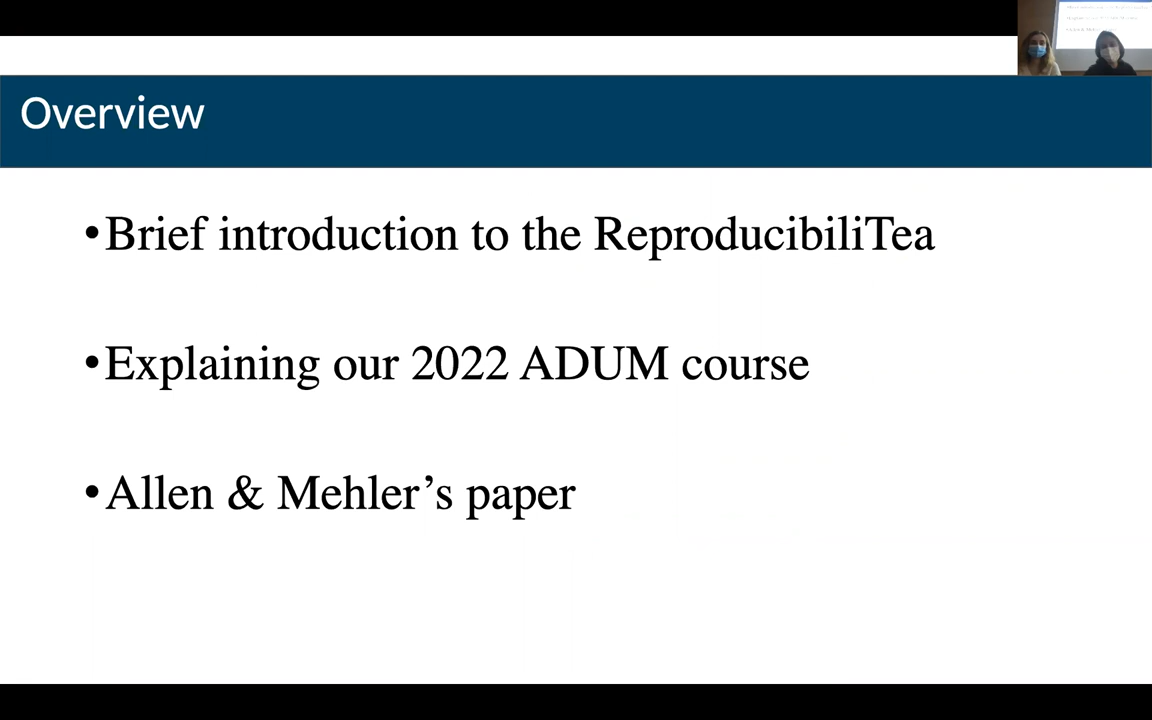 Overview
•Brief introduction to the ReproducibiliTea
•Explaining our 2022 ADUM course
•Allen & Mehler’s paper